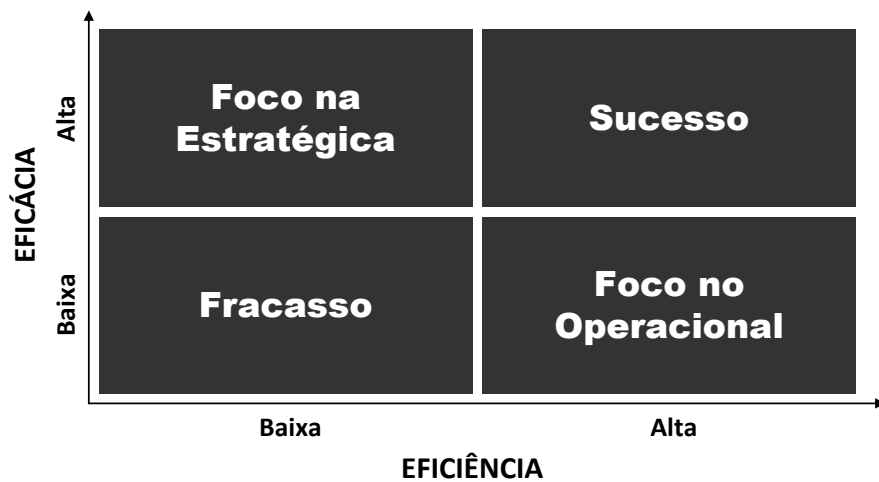 EFICÁCIA
Alta
Baixa
Foco na
Estratégica
Sucesso
Fracasso
Foco no
Operacional
Baixa
Alta
EFICIÊNCIA